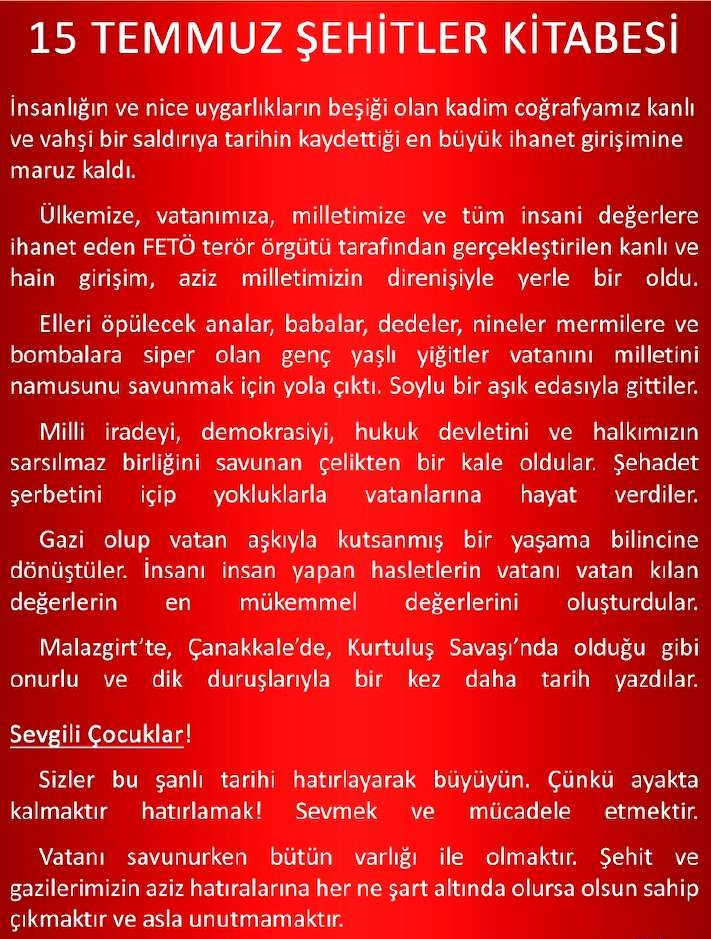 15 TEMMUZ ŞEHİTLER KİTABESİ
İnsanlığın ve nice uygarlıkların beşiği olan kadim coğrafyamız kanlı
ve vahşi bir saldırıya tarihin kaydettiği en büyük ihanet girişimine
maruz kaldı.
Ülkemize, vatanımıza, milletimize ve tüm insani değerlere
ihanet eden FETÖ terör örgütü tarafından gerçekleştirilen kanlı ve
hain girişim, aziz milletimizin direnişiyle yerle bir oldu.
Elleri öpülecek analar, babalar, dedeler, nineler mermilere ve
bombalara siper olan genç yaşlı yiğitler vatanını milletini
namusunu savunmak için yola çıktı. Soylu bir aşık edasıyla gittiler.
Milli iradeyi, demokrasiyi, hukuk devletini ve halkımızın
sarsılmaz birliğini savunan çelikten bir kale oldular. Şehadet
şerbetini içip yokluklarla vatanlarına hayat verdiler.
Gazi olup vatan aşkıyla kutsanmış bir yaşama bilincine
dönüştüler. İnsanı insan yapan hasletlerin vatanı vatan kılan
değerlerin en mükemmel değerlerini oluşturdular.
Malazgirt’te, Çanakkale’de, Kurtuluş Savaşı’nda olduğu gibi
onurlu ve dik duruşlarıyla bir kez daha tarih yazdılar.
Sevgili Çocuklar!
Sizler bu şanlı tarihi hatırlayarak büyüyün. Çünkü ayakta
kalmaktır hatırlamak! Sevmek ve mücadele etmektir.
Vatanı savunurken bütün varlığı ile olmaktır. Şehit ve
gazilerimizin aziz hatıralarına her ne şart altında olursa olsun sahip
çıkmaktır ve asla unutmamaktır.